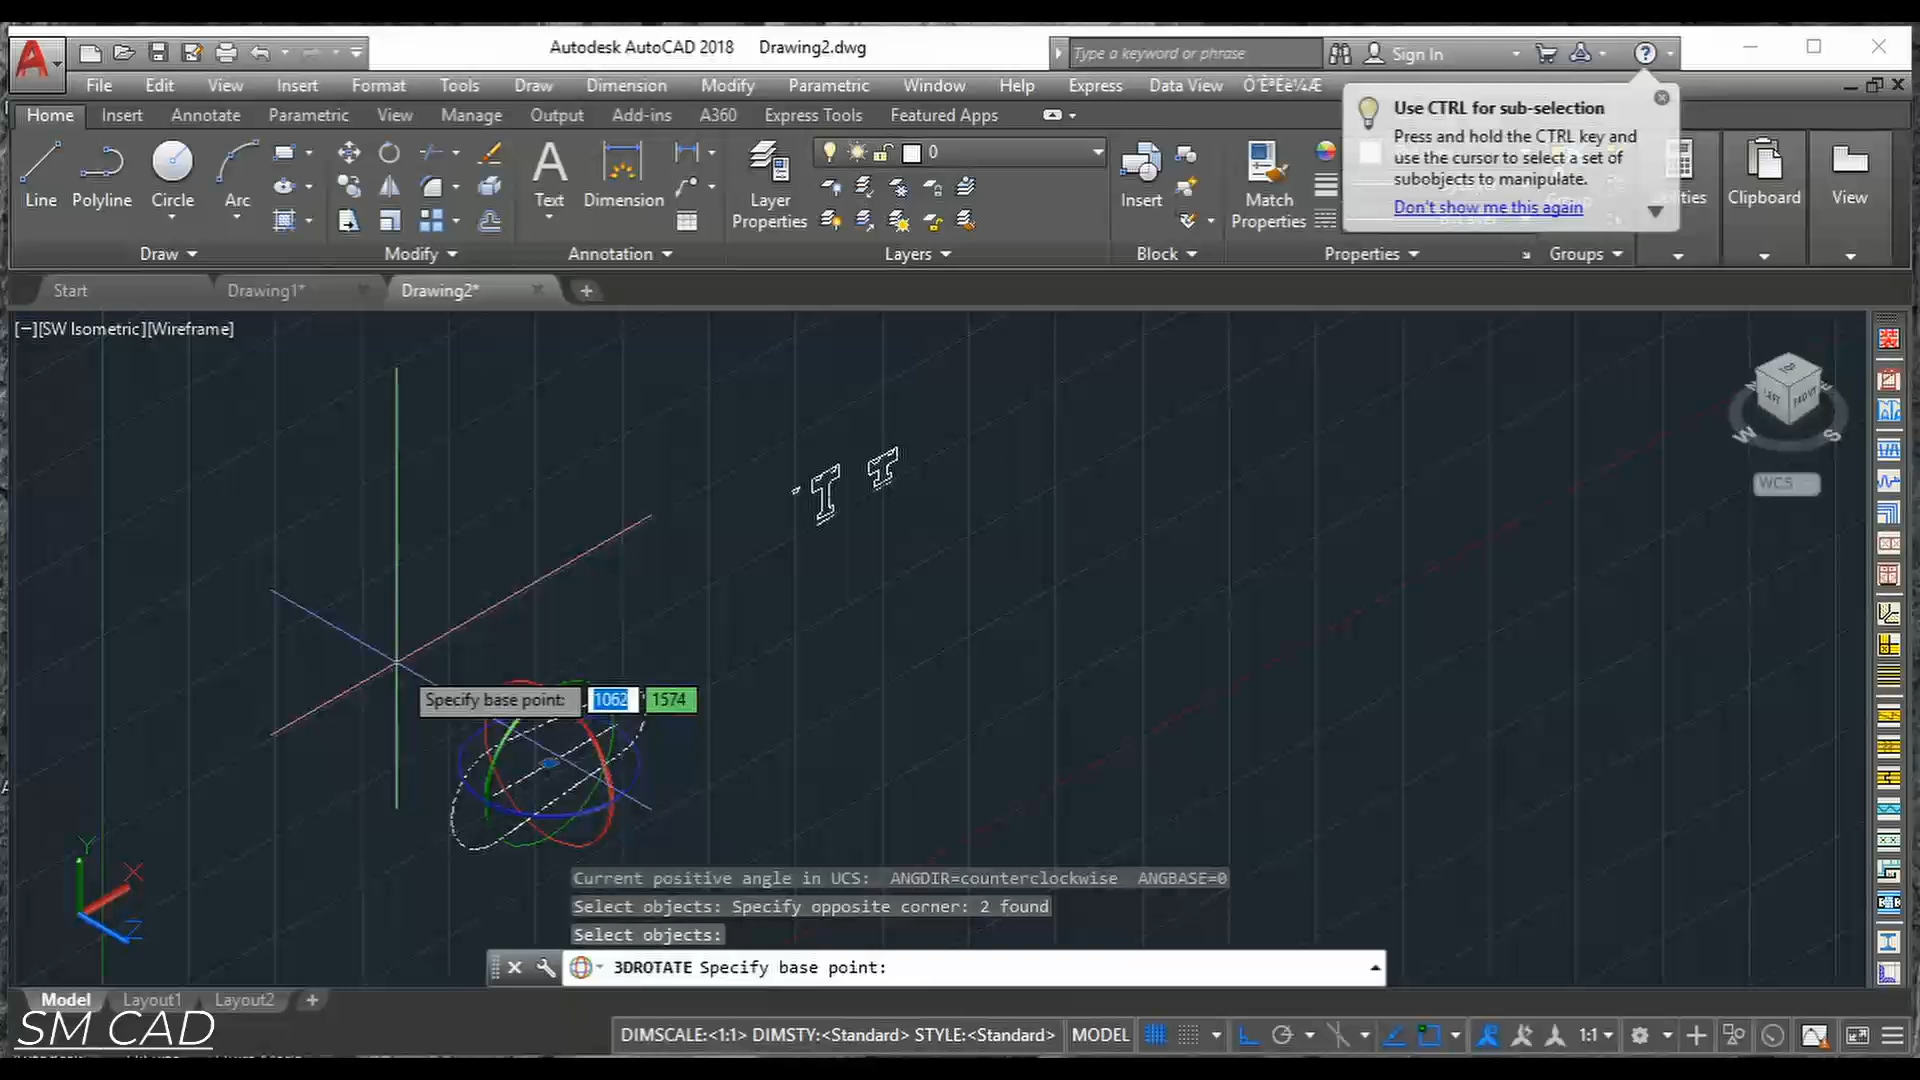 Autodesk AutoCAD 2018 Drawing2.dwg
Type a keyword or phrase
Sign In
File Edit View Insert Format Tools Draw Dimension Modify Parametric Window Help Express Data View
Home Insert Annotate Parametric View Manage Output Add-ins A360 Express Tools Featured Apps
Use CTRL for sub-selection
Press and hold the CTRL key and
use the cursor to select a set of
subobjects to manipulate.
Don't show me this again
0
Line Polyline Circle Arc
Text Dimension
Layer
Properties
Insert
Match
Properties
Clipboard View
Draw Modify Annotation Layers Block Properties Groups
Start Drawing1* Drawing2*
[−][SW Isometric][Wireframe]
TOP
LEFT FRONT
W S
WCS
Specify base point: 1062 1574
Y
X
Z
Current positive angle in UCS: ANGDIR=counterclockwise ANGBASE=0
Select objects: Specify opposite corner: 2 found
Select objects:
3DROTATE Specify base point:
Model Layout1 Layout2
SM CAD
DIMSCALE:<1:1> DIMSTY:<Standard> STYLE:<Standard> MODEL 1:1